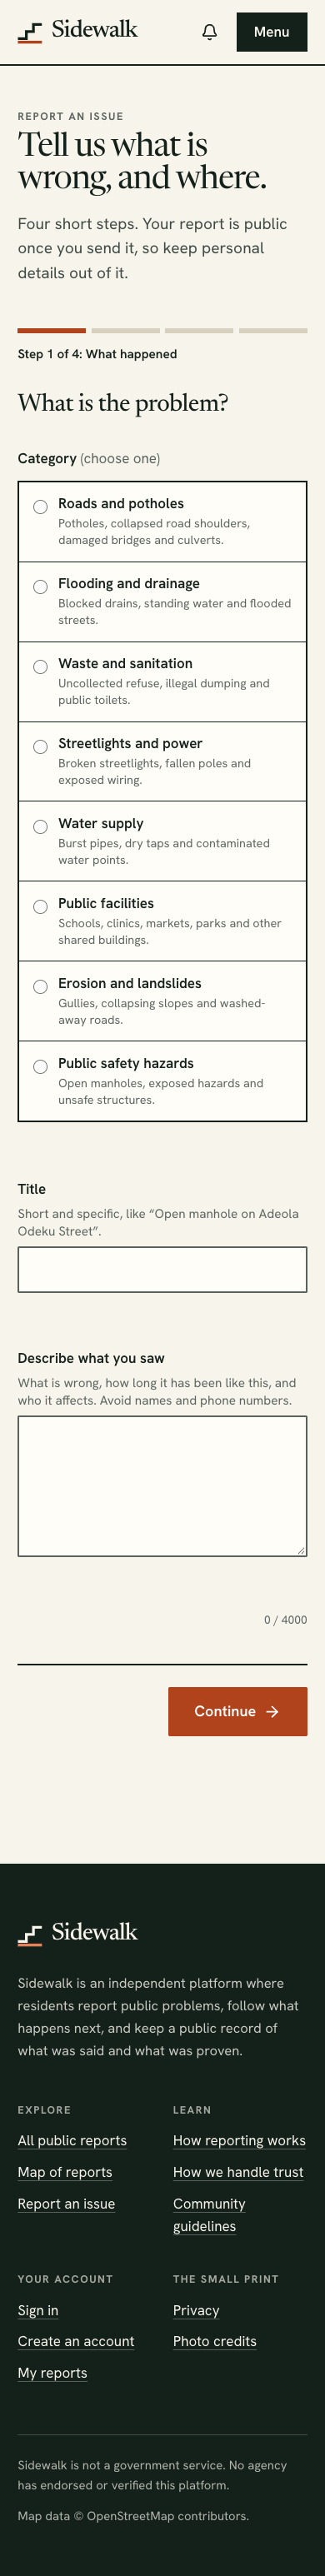 Sidewalk
Menu
REPORT AN ISSUE
Tell us what is
wrong, and where.
Four short steps. Your report is public
once you send it, so keep personal
details out of it.
Step 1 of 4: What happened
What is the problem?
Category (choose one)
Roads and potholes
Potholes, collapsed road shoulders,
damaged bridges and culverts.
Flooding and drainage
Blocked drains, standing water and flooded
streets.
Waste and sanitation
Uncollected refuse, illegal dumping and
public toilets.
Streetlights and power
Broken streetlights, fallen poles and
exposed wiring.
Water supply
Burst pipes, dry taps and contaminated
water points.
Public facilities
Schools, clinics, markets, parks and other
shared buildings.
Erosion and landslides
Gullies, collapsing slopes and washed-
away roads.
Public safety hazards
Open manholes, exposed hazards and
unsafe structures.
Title
Short and specific, like “Open manhole on Adeola
Odeku Street”.
Describe what you saw
What is wrong, how long it has been like this, and
who it affects. Avoid names and phone numbers.
0 / 4000
Continue
Sidewalk
Sidewalk is an independent platform where
residents report public problems, follow what
happens next, and keep a public record of
what was said and what was proven.
EXPLORE
All public reports
Map of reports
Report an issue
LEARN
How reporting works
How we handle trust
Community
guidelines
YOUR ACCOUNT
Sign in
Create an account
My reports
THE SMALL PRINT
Privacy
Photo credits
Sidewalk is not a government service. No agency
has endorsed or verified this platform.
Map data © OpenStreetMap contributors.